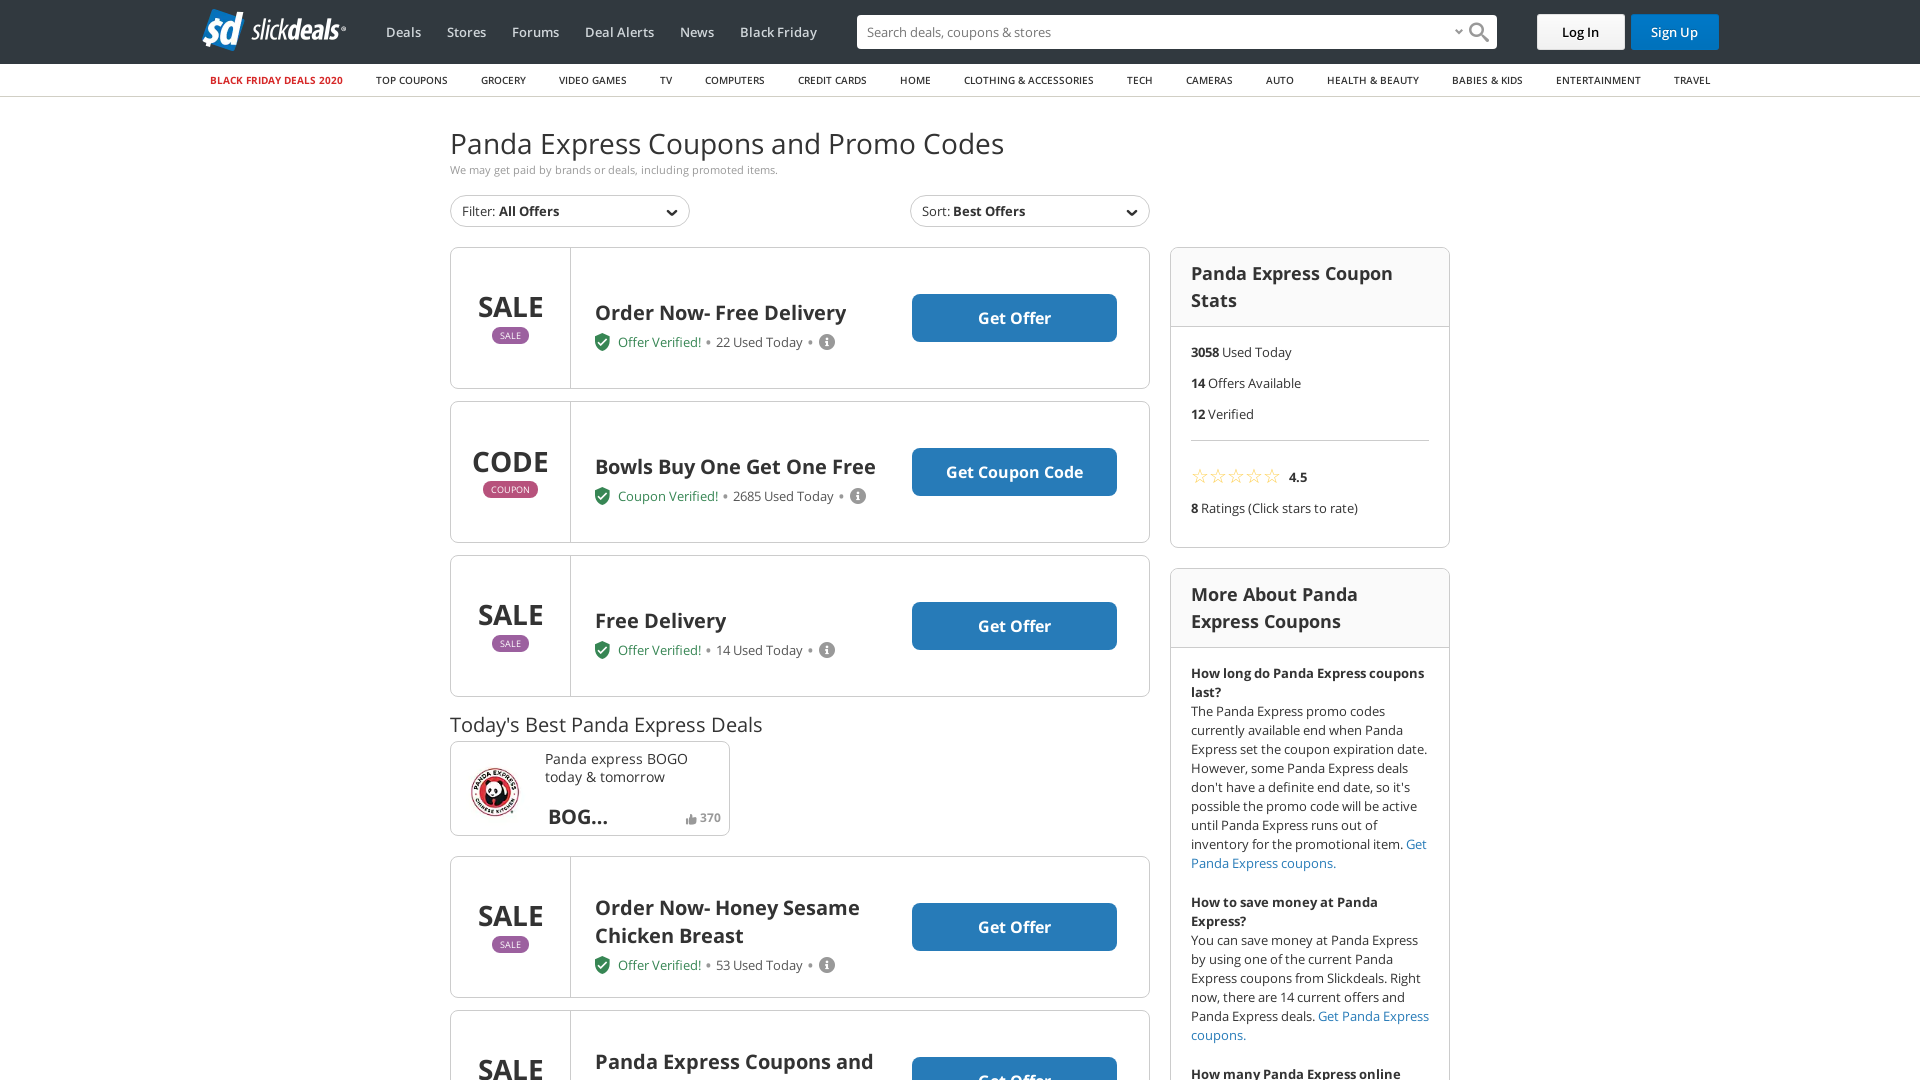 sd slickdeals
Deals Stores Forums Deal Alerts News Black Friday Search deals, coupons & stores Log In Sign Up
BLACK FRIDAY DEALS 2020 TOP COUPONS GROCERY VIDEO GAMES TV COMPUTERS CREDIT CARDS HOME CLOTHING & ACCESSORIES TECH CAMERAS AUTO HEALTH & BEAUTY BABIES & KIDS ENTERTAINMENT TRAVEL
Panda Express Coupons and Promo Codes
We may get paid by brands or deals, including promoted items.
Filter: All Offers
Sort: Best Offers
SALE
SALE
Order Now- Free Delivery
Offer Verified! • 22 Used Today •
Get Offer
CODE
COUPON
Bowls Buy One Get One Free
Coupon Verified! • 2685 Used Today •
Get Coupon Code
SALE
SALE
Free Delivery
Offer Verified! • 14 Used Today •
Get Offer
Today's Best Panda Express Deals
PANDA EXPRESS
CHINESE KITCHEN
Panda express BOGO
today & tomorrow
BOG...
370
SALE
SALE
Order Now- Honey Sesame
Chicken Breast
Offer Verified! • 53 Used Today •
Get Offer
SALE
Panda Express Coupons and
Get Offer
Panda Express Coupon
Stats
3058 Used Today
14 Offers Available
12 Verified
4.5
8 Ratings (Click stars to rate)
More About Panda
Express Coupons
How long do Panda Express coupons
last?
The Panda Express promo codes
currently available end when Panda
Express set the coupon expiration date.
However, some Panda Express deals
don't have a definite end date, so it's
possible the promo code will be active
until Panda Express runs out of
inventory for the promotional item. Get
Panda Express coupons.
How to save money at Panda
Express?
You can save money at Panda Express
by using one of the current Panda
Express coupons from Slickdeals. Right
now, there are 14 current offers and
Panda Express deals. Get Panda Express
coupons.
How many Panda Express online